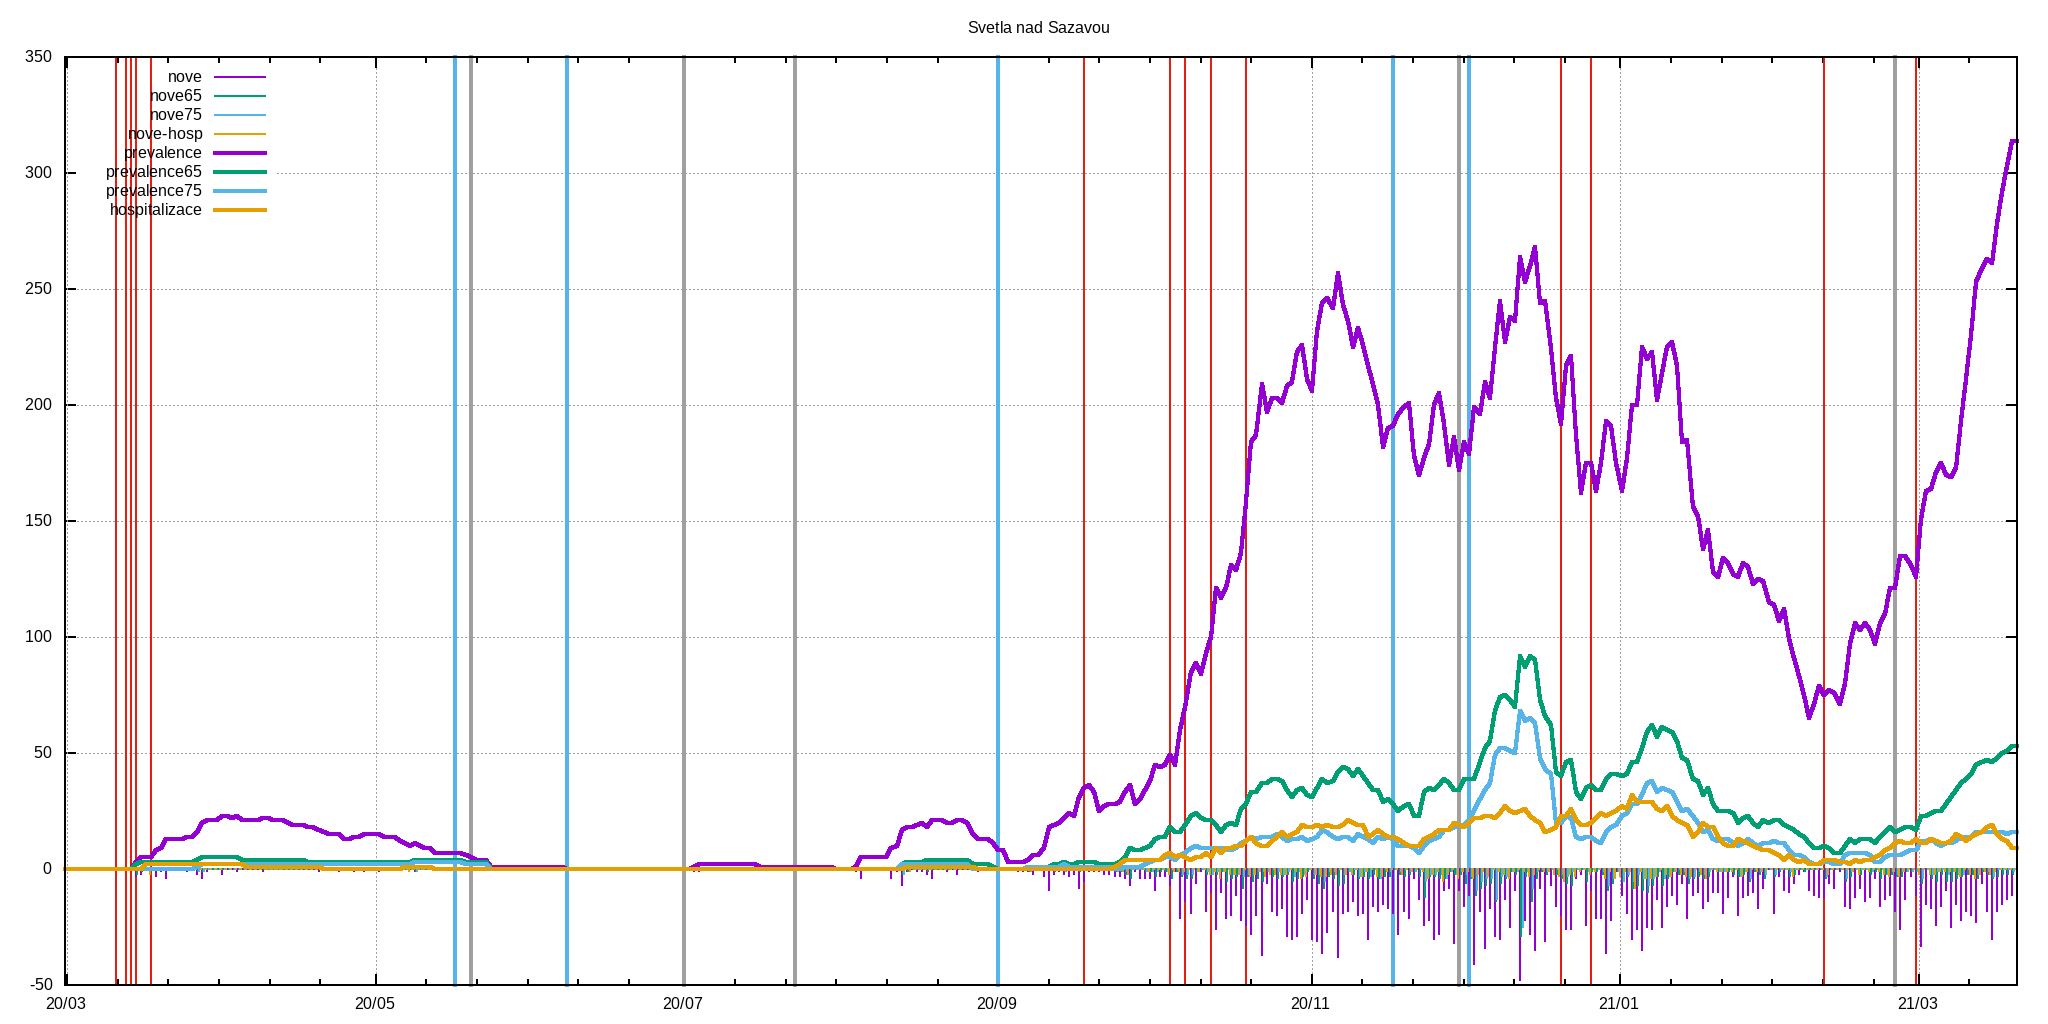 Svetla nad Sazavou
350
300
250
200
150
100
50
0
-50
nove
nove65
nove75
nove-hosp
prevalence
prevalence65
prevalence75
hospitalizace
20/03 20/05 20/07 20/09 20/11 21/01 21/03